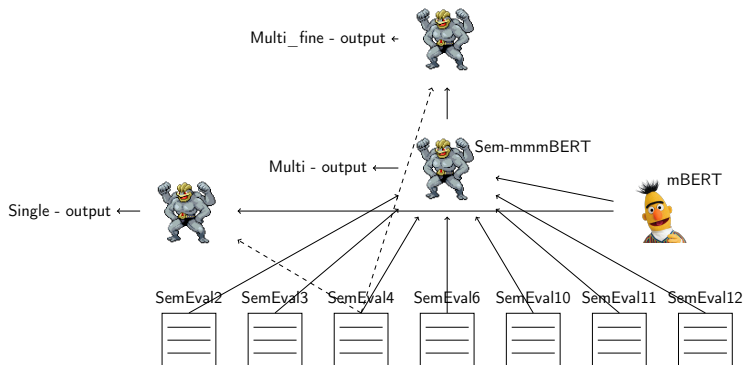 Multi_fine - output
Sem-mmmBERT
Multi - output
mBERT
Single - output
SemEval2
SemEval3
SemEval4
SemEval6
SemEval10
SemEval11
SemEval12